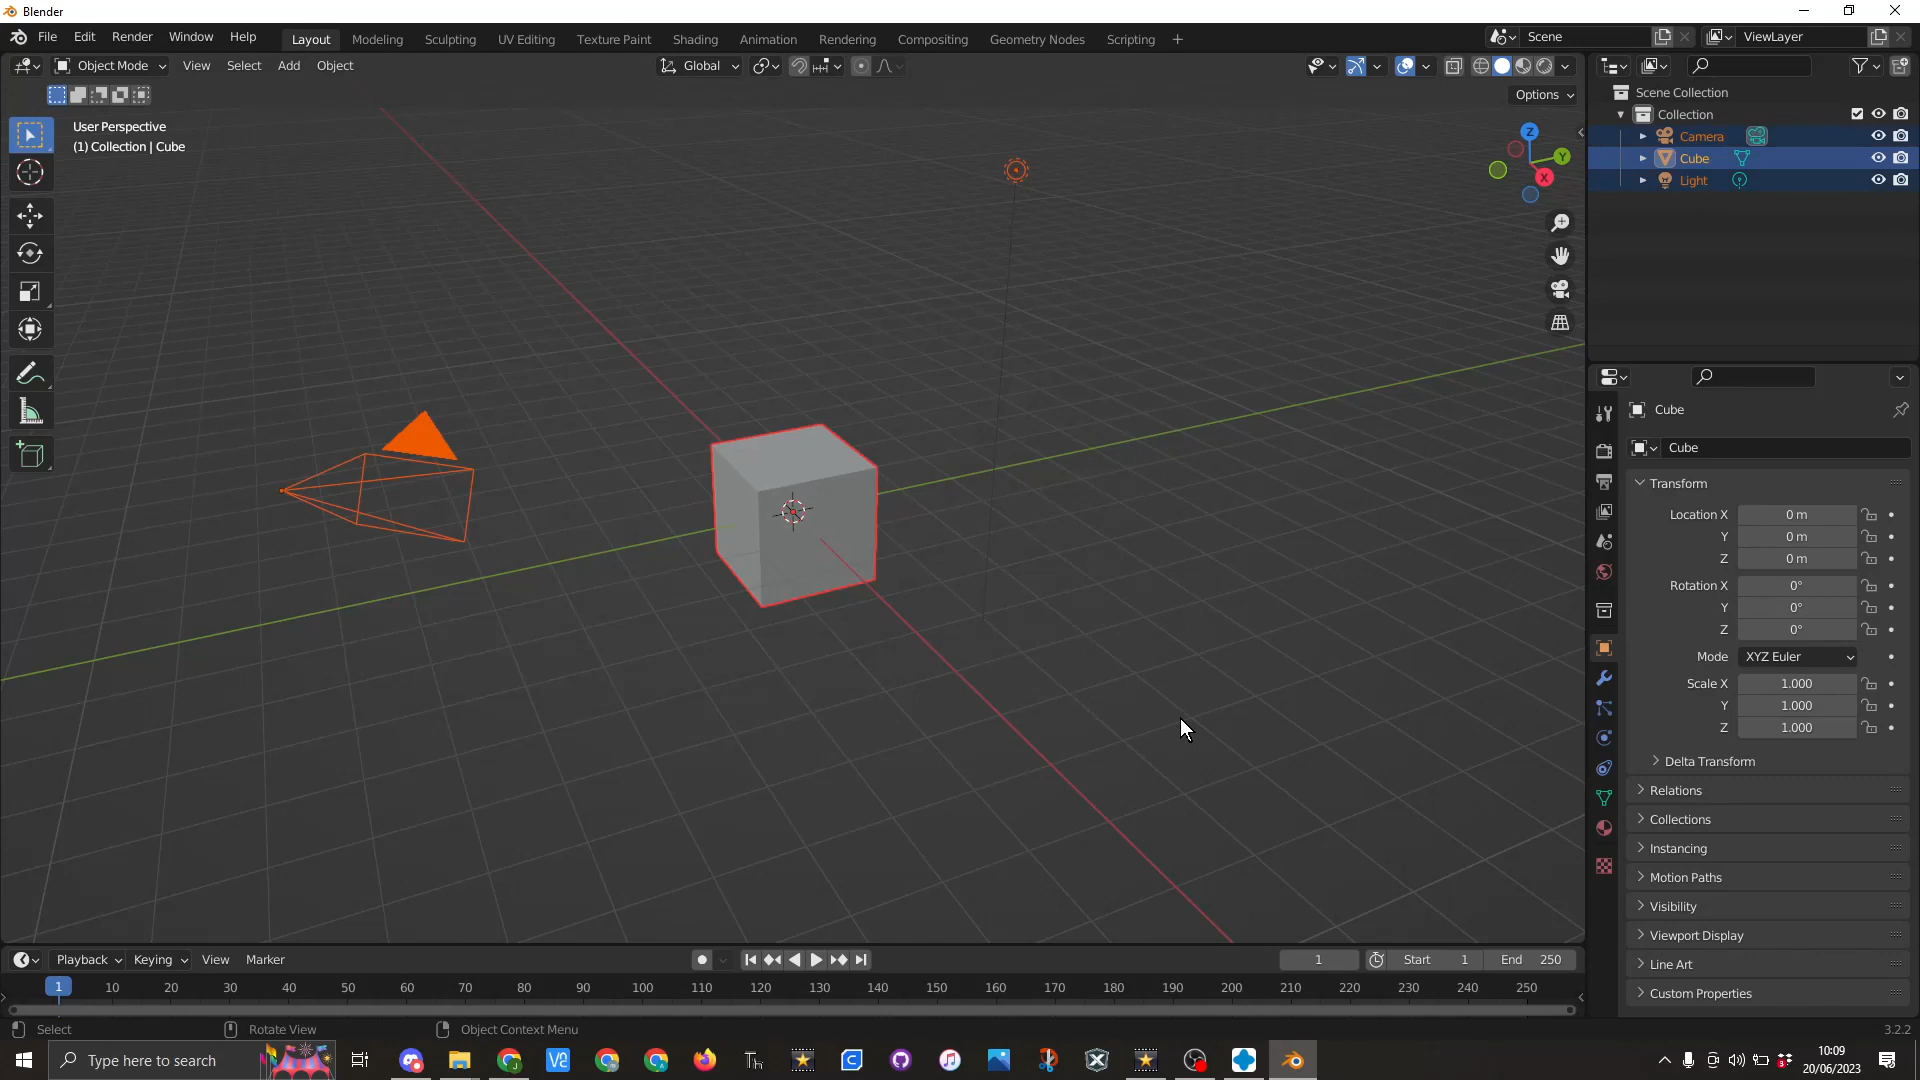 Blender
File Edit Render Window Help
Layout Modeling Sculpting UV Editing Texture Paint Shading Animation Rendering Compositing Geometry Nodes Scripting +
Scene
ViewLayer
Object Mode View Select Add Object
Global
Options
User Perspective
(1) Collection | Cube
Z
Y
X
Scene Collection
Collection
Camera
Cube
Light
Cube
Cube
Transform
Location X 0 m
Y 0 m
Z 0 m
Rotation X 0°
Y 0°
Z 0°
Mode XYZ Euler
Scale X 1.000
Y 1.000
Z 1.000
Delta Transform
Relations
Collections
Instancing
Motion Paths
Visibility
Viewport Display
Line Art
Custom Properties
Playback Keying View Marker
1 Start 1 End 250
1 10 20 30 40 50 60 70 80 90 100 110 120 130 140 150 160 170 180 190 200 210 220 230 240 250
Select Rotate View Object Context Menu
3.2.2
Type here to search
10:09
20/06/2023